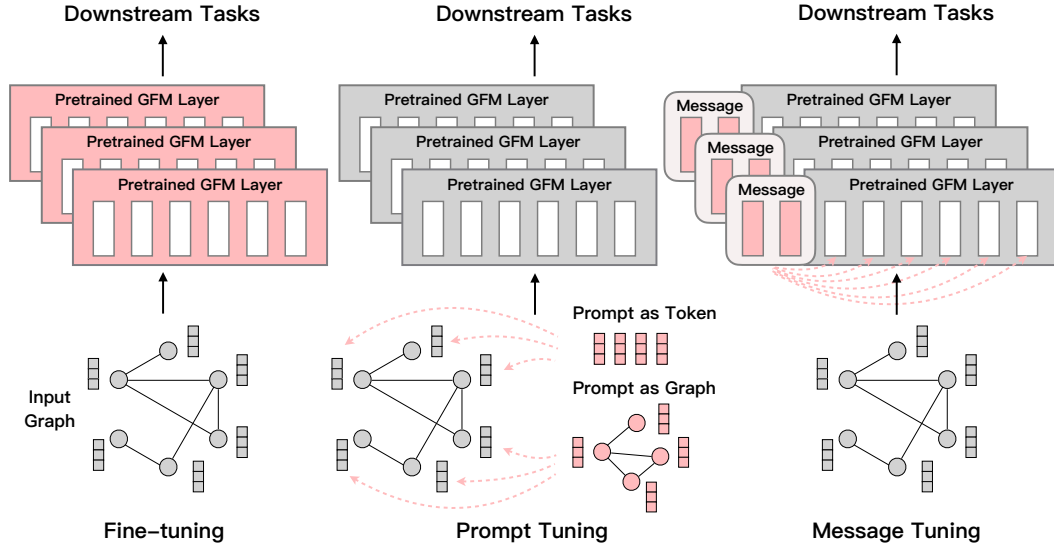 Downstream Tasks
Pretrained GFM Layer
Pretrained GFM Layer
Pretrained GFM Layer
Input
Graph
Fine-tuning
Downstream Tasks
Pretrained GFM Layer
Pretrained GFM Layer
Pretrained GFM Layer
Prompt as Token
Prompt as Graph
Prompt Tuning
Downstream Tasks
Message
Pretrained GFM Layer
Message
Pretrained GFM Layer
Message
Pretrained GFM Layer
Message Tuning